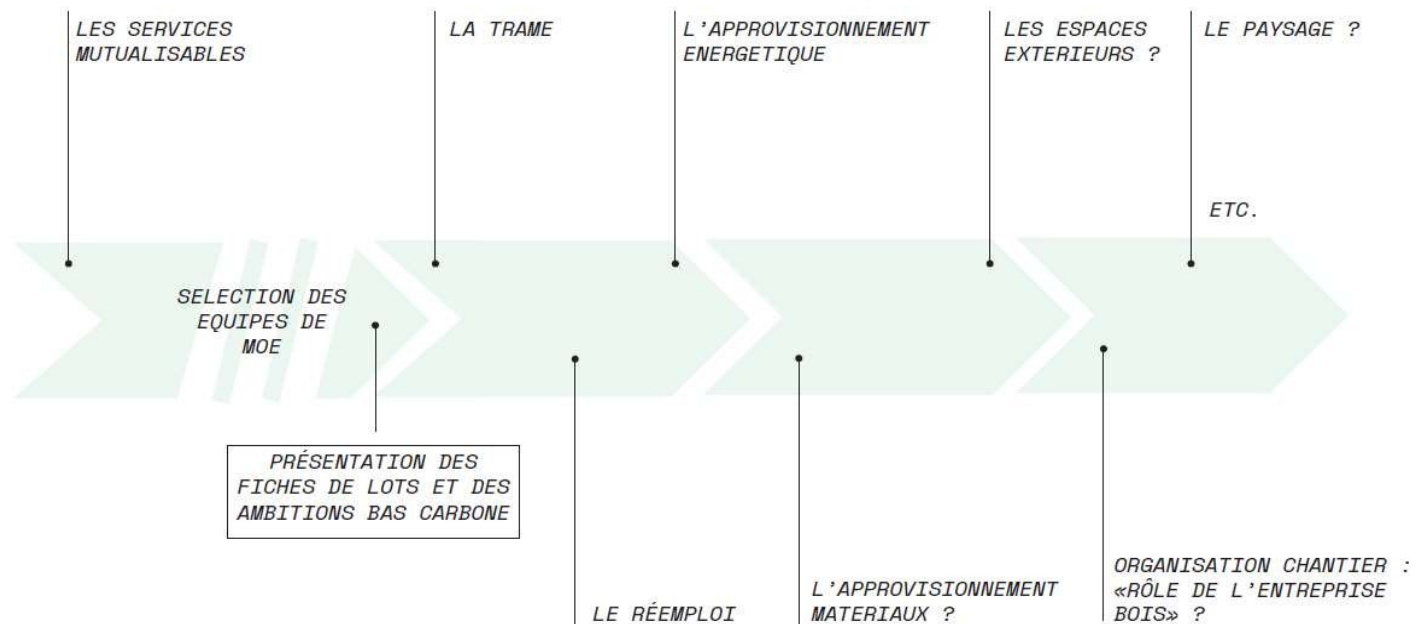 LES SERVICES
MUTUALISABLES
LA TRAME
L'APPROVISIONNEMENT
ENERGETIQUE
LES ESPACES
EXTERIEURS ?
LE PAYSAGE ?
ETC.
SELECTION DES
EQUIPES DE
MOE
PRÉSENTATION DES
FICHES DE LOTS ET DES
AMBITIONS BAS CARBONE
LE RÉEMPLOI
L'APPROVISIONNEMENT
MATERIAUX ?
ORGANISATION CHANTIER :
«RÔLE DE L'ENTREPRISE
BOIS» ?